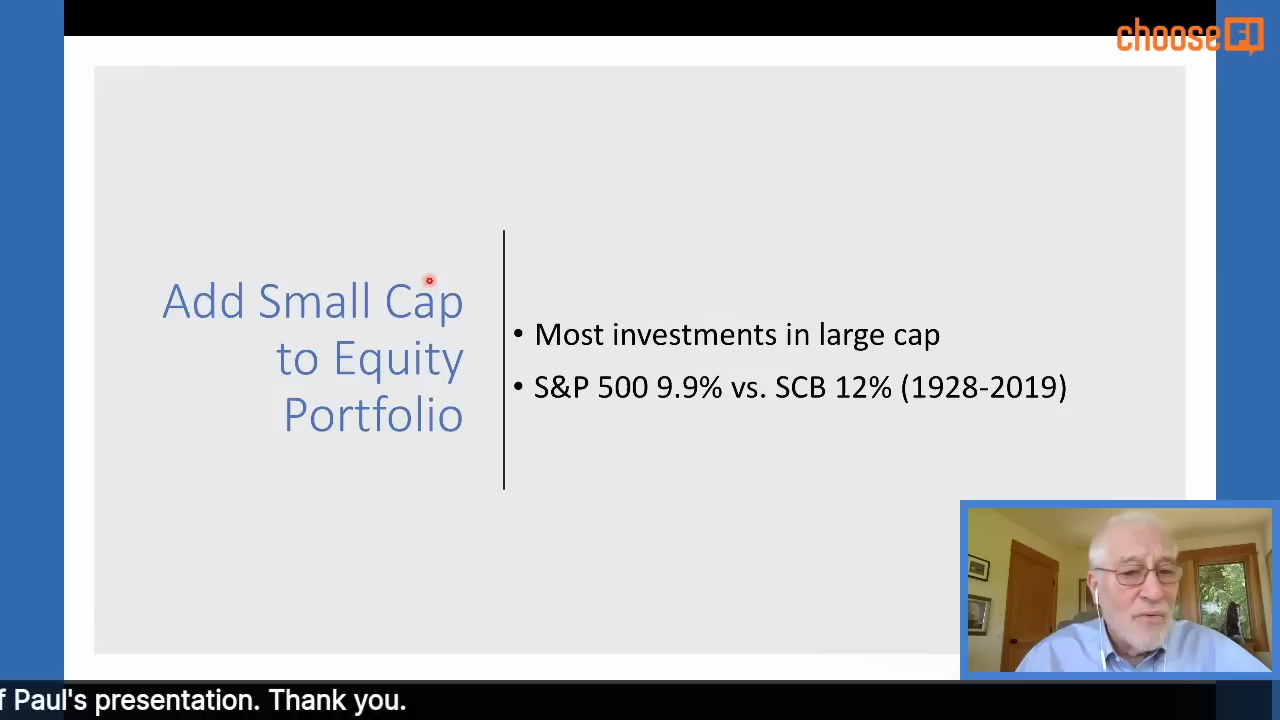 chooseFI
Add Small Cap
to Equity
Portfolio
• Most investments in large cap
• S&P 500 9.9% vs. SCB 12% (1928-2019)
f Paul's presentation. Thank you.